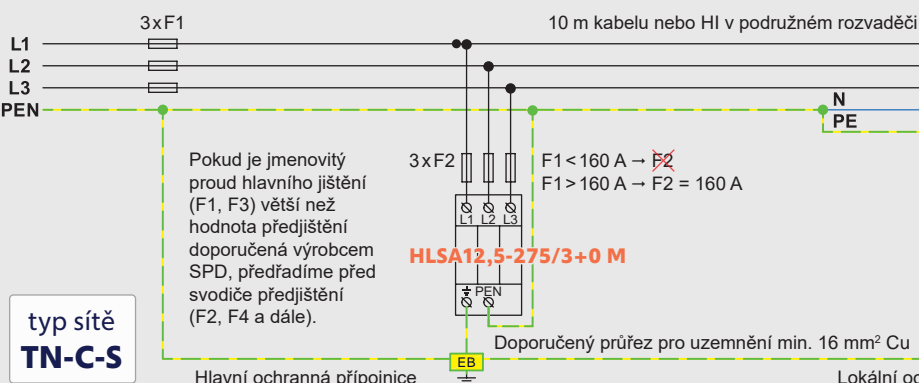 3xF1
10 m kabelu nebo HI v podružném rozvaděči
L1
L2
L3
PEN
N
PE
Pokud je jmenovitý
proud hlavního jištění
(F1, F3) větší než
hodnota předjištění
doporučená výrobcem
SPD, předřadíme před
svodiče předjištění
(F2, F4 a dále).
3xF2
F1<160 A → F2
F1>160 A → F2 = 160 A
L1 L2 L3
HLSA12,5-275/3+0 M
PEN
typ sítě
TN-C-S
Doporučený průřez pro uzemnění min. 16 mm² Cu
EB
Hlavní ochranná přípojnice
Lokální oc